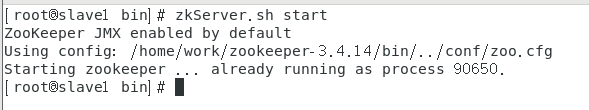 [root@slave1 bin]# zkServer.sh start
ZooKeeper JMX enabled by default
Using config: /home/work/zookeeper-3.4.14/bin/../conf/zoo.cfg
Starting zookeeper ... already running as process 90650.
[root@slave1 bin]#